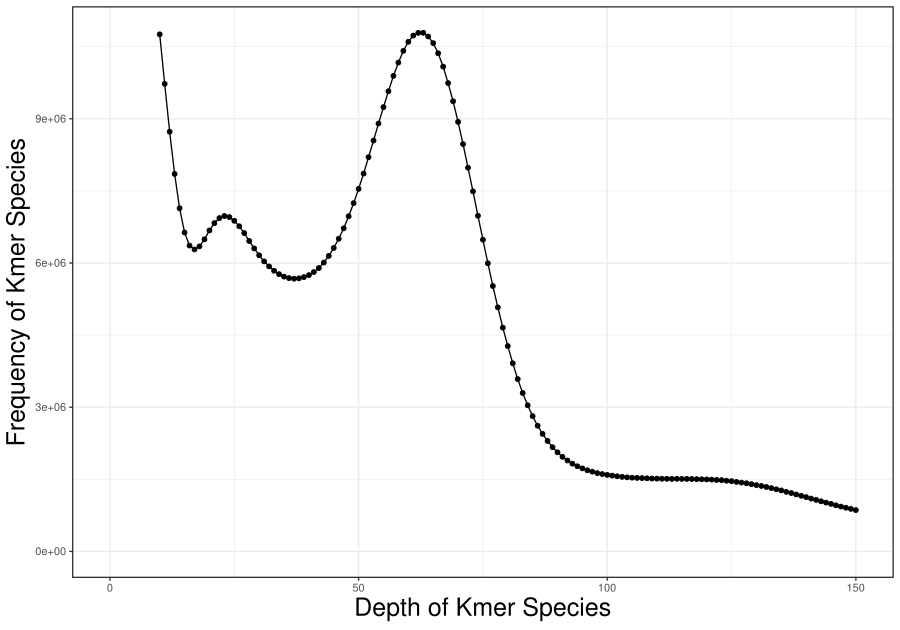 Frequency of Kmer Species
9e+06
6e+06
3e+06
0e+00
0 50 100 150
Depth of Kmer Species